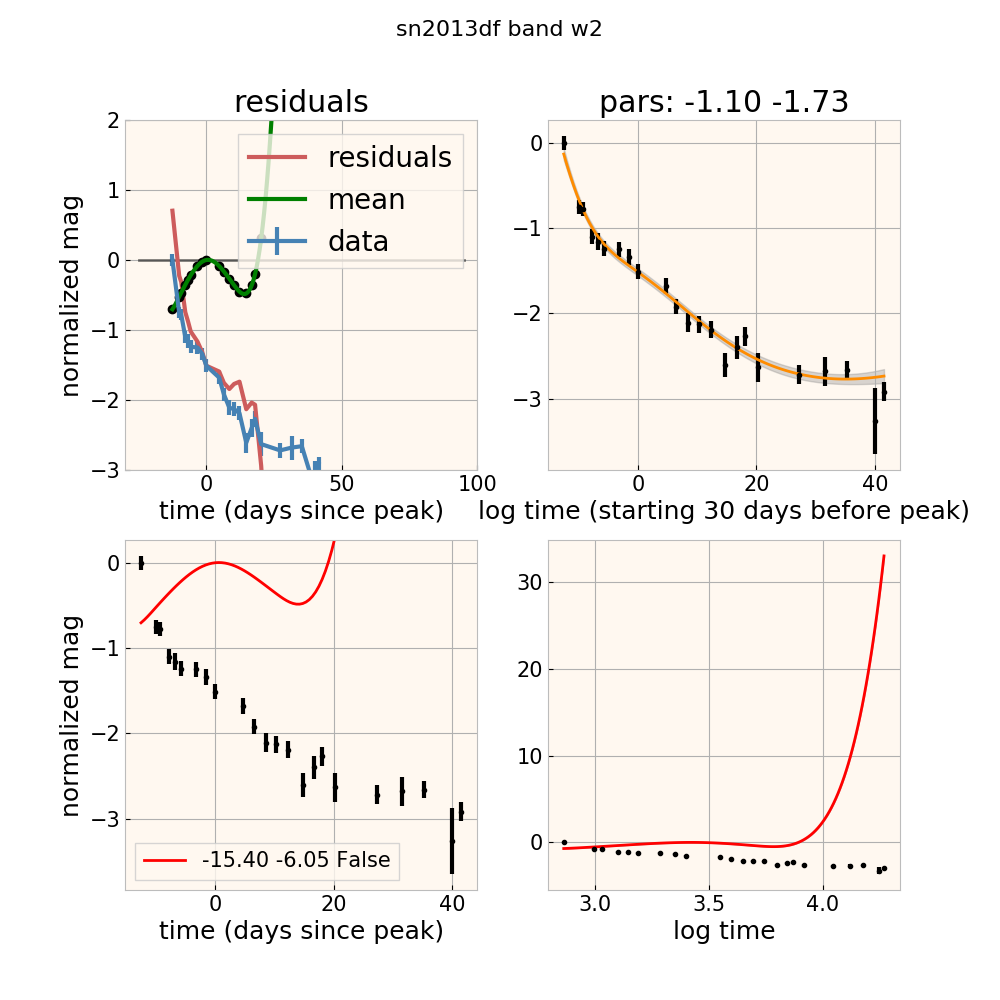 sn2013df band w2
residuals
pars: -1.10 -1.73
2
1
0
−1
−2
−3
normalized mag
residuals
mean
data
0
50
100
time (days since peak)
0
−1
−2
−3
0
20
40
log time (starting 30 days before peak)
0
−1
−2
−3
normalized mag
-15.40 -6.05 False
0
20
40
time (days since peak)
30
20
10
0
3.0
3.5
4.0
log time